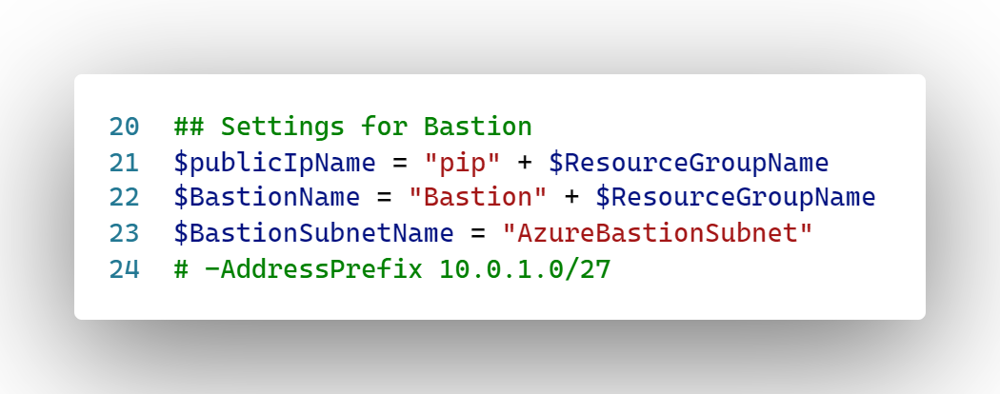 20 ## Settings for Bastion
21 $publicIpName = "pip" + $ResourceGroupName
22 $BastionName = "Bastion" + $ResourceGroupName
23 $BastionSubnetName = "AzureBastionSubnet"
24 # -AddressPrefix 10.0.1.0/27